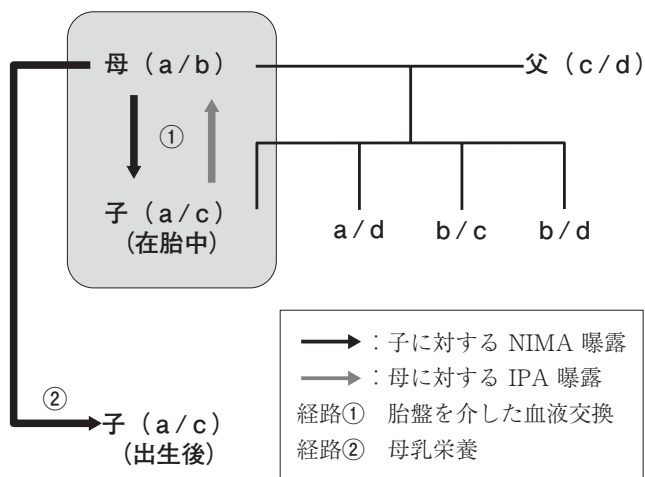 母（a/b）
父（c/d）
①
子（a/c）
（在胎中）
a/d
b/c
b/d
②
子（a/c）
（出生後）
：子に対する NIMA 曝露
：母に対する IPA 曝露
経路① 胎盤を介した血液交換
経路② 母乳栄養